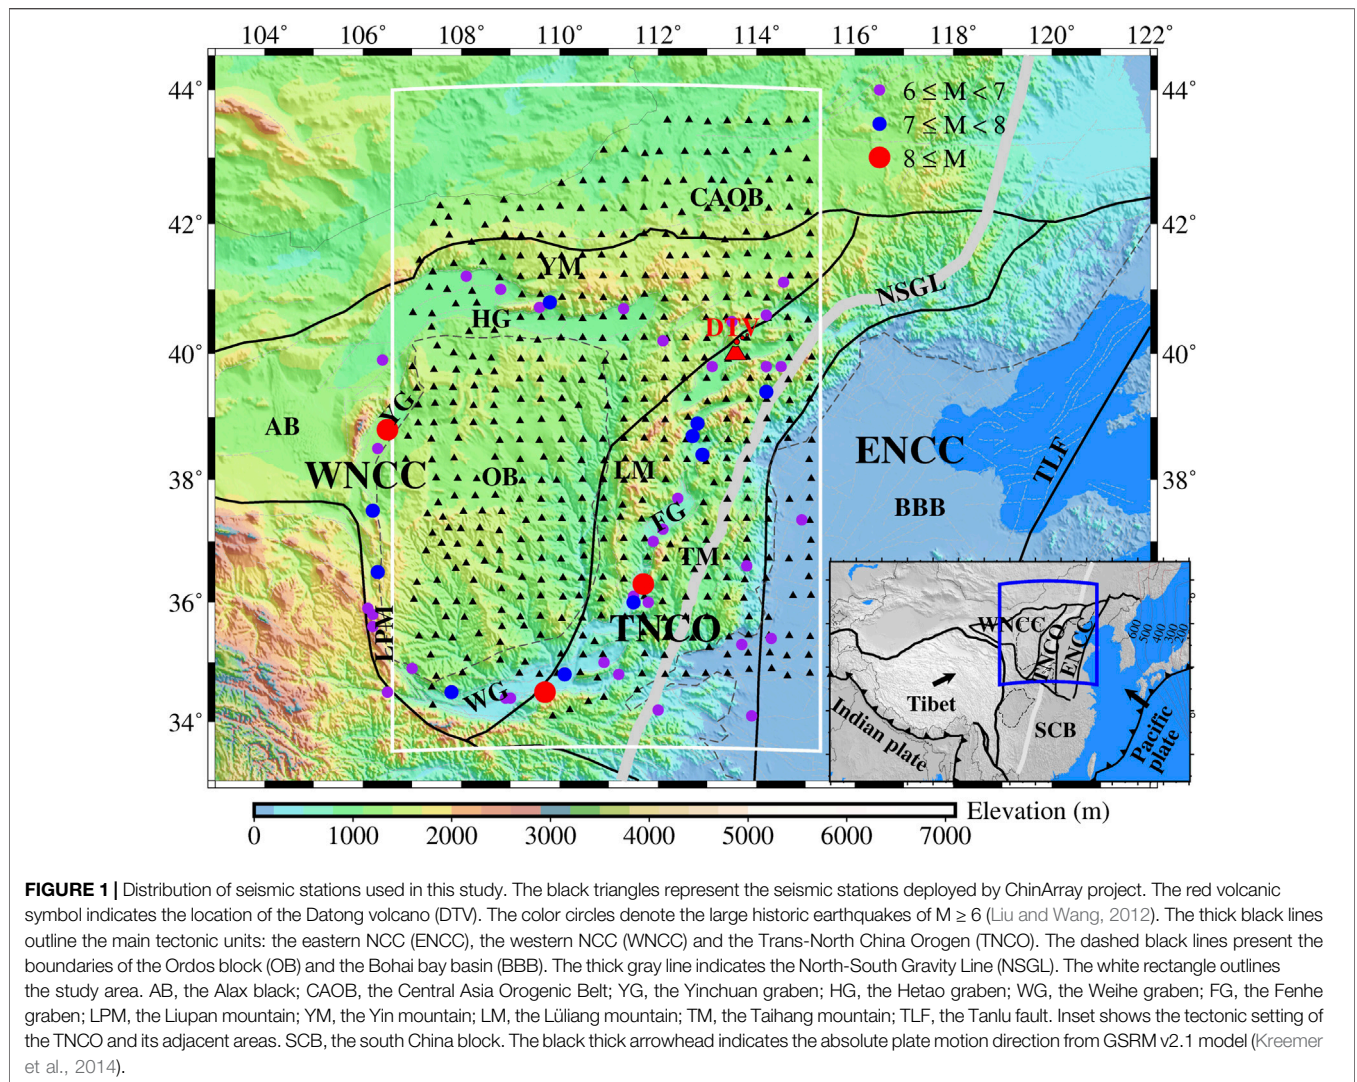 104° 106° 108° 110° 112° 114° 116° 118° 120° 122°
44° 44°
6 ≤ M < 7
7 ≤ M < 8
8 ≤ M
CAOB
42° 42°
YM
NSGL
HG
DTV
40° 40°
YG
AB
ENCC
WNCC
LM
OB
TLF
38° 38°
BBB
FG
TM
36°
LPM
TNCO
WG
34°
WNCC
TNCO
ENCC
600
500
400
300
200
Tibet
SCB
Indian plate
Pacific
plate
Elevation (m)
0 1000 2000 3000 4000 5000 6000 7000
FIGURE 1 | Distribution of seismic stations used in this study. The black triangles represent the seismic stations deployed by ChinArray project. The red volcanic
symbol indicates the location of the Datong volcano (DTV). The color circles denote the large historic earthquakes of M ≥ 6 (Liu and Wang, 2012). The thick black lines
outline the main tectonic units: the eastern NCC (ENCC), the western NCC (WNCC) and the Trans-North China Orogen (TNCO). The dashed black lines present the
boundaries of the Ordos block (OB) and the Bohai bay basin (BBB). The thick gray line indicates the North-South Gravity Line (NSGL). The white rectangle outlines
the study area. AB, the Alax black; CAOB, the Central Asia Orogenic Belt; YG, the Yinchuan graben; HG, the Hetao graben; WG, the Weihe graben; FG, the Fenhe
graben; LPM, the Liupan mountain; YM, the Yin mountain; LM, the Lüliang mountain; TM, the Taihang mountain; TLF, the Tanlu fault. Inset shows the tectonic setting of
the TNCO and its adjacent areas. SCB, the south China block. The black thick arrowhead indicates the absolute plate motion direction from GSRM v2.1 model (Kreemer
et al., 2014).